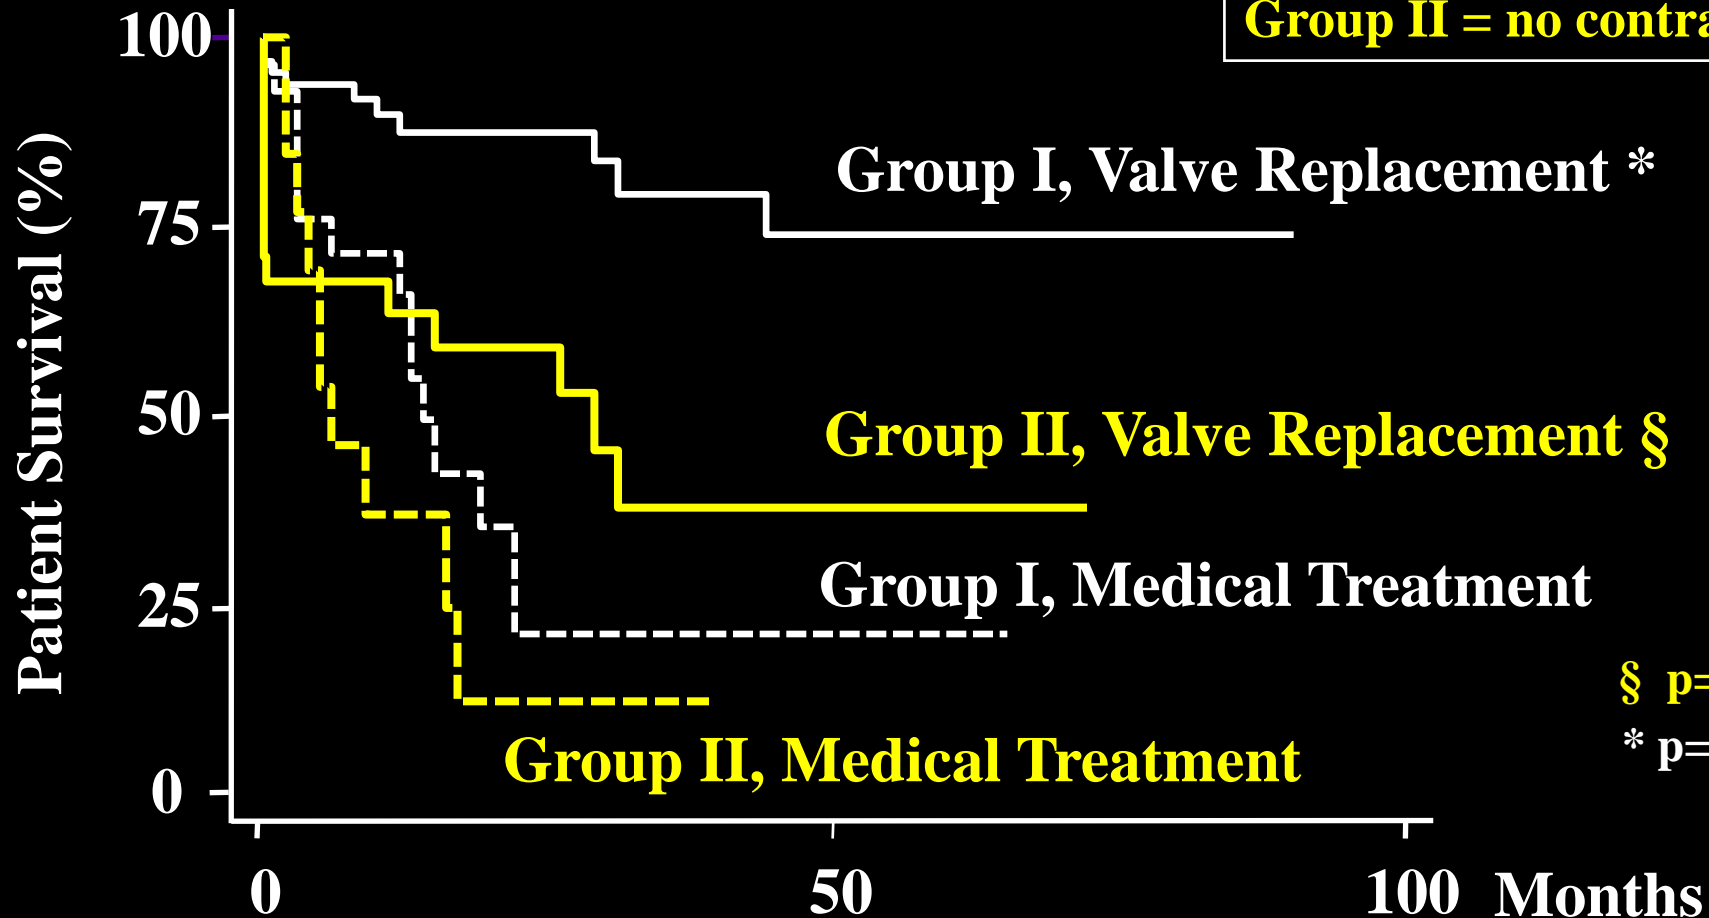 Group II = no
100
75
50
25
0
Patient Survival (%)
Group I, Valve Replacement *
Group II, Valve Replacement §
Group I, Medical Treatment
§ p=
* p=
Group II, Medical Treatment
0 50 100 Months